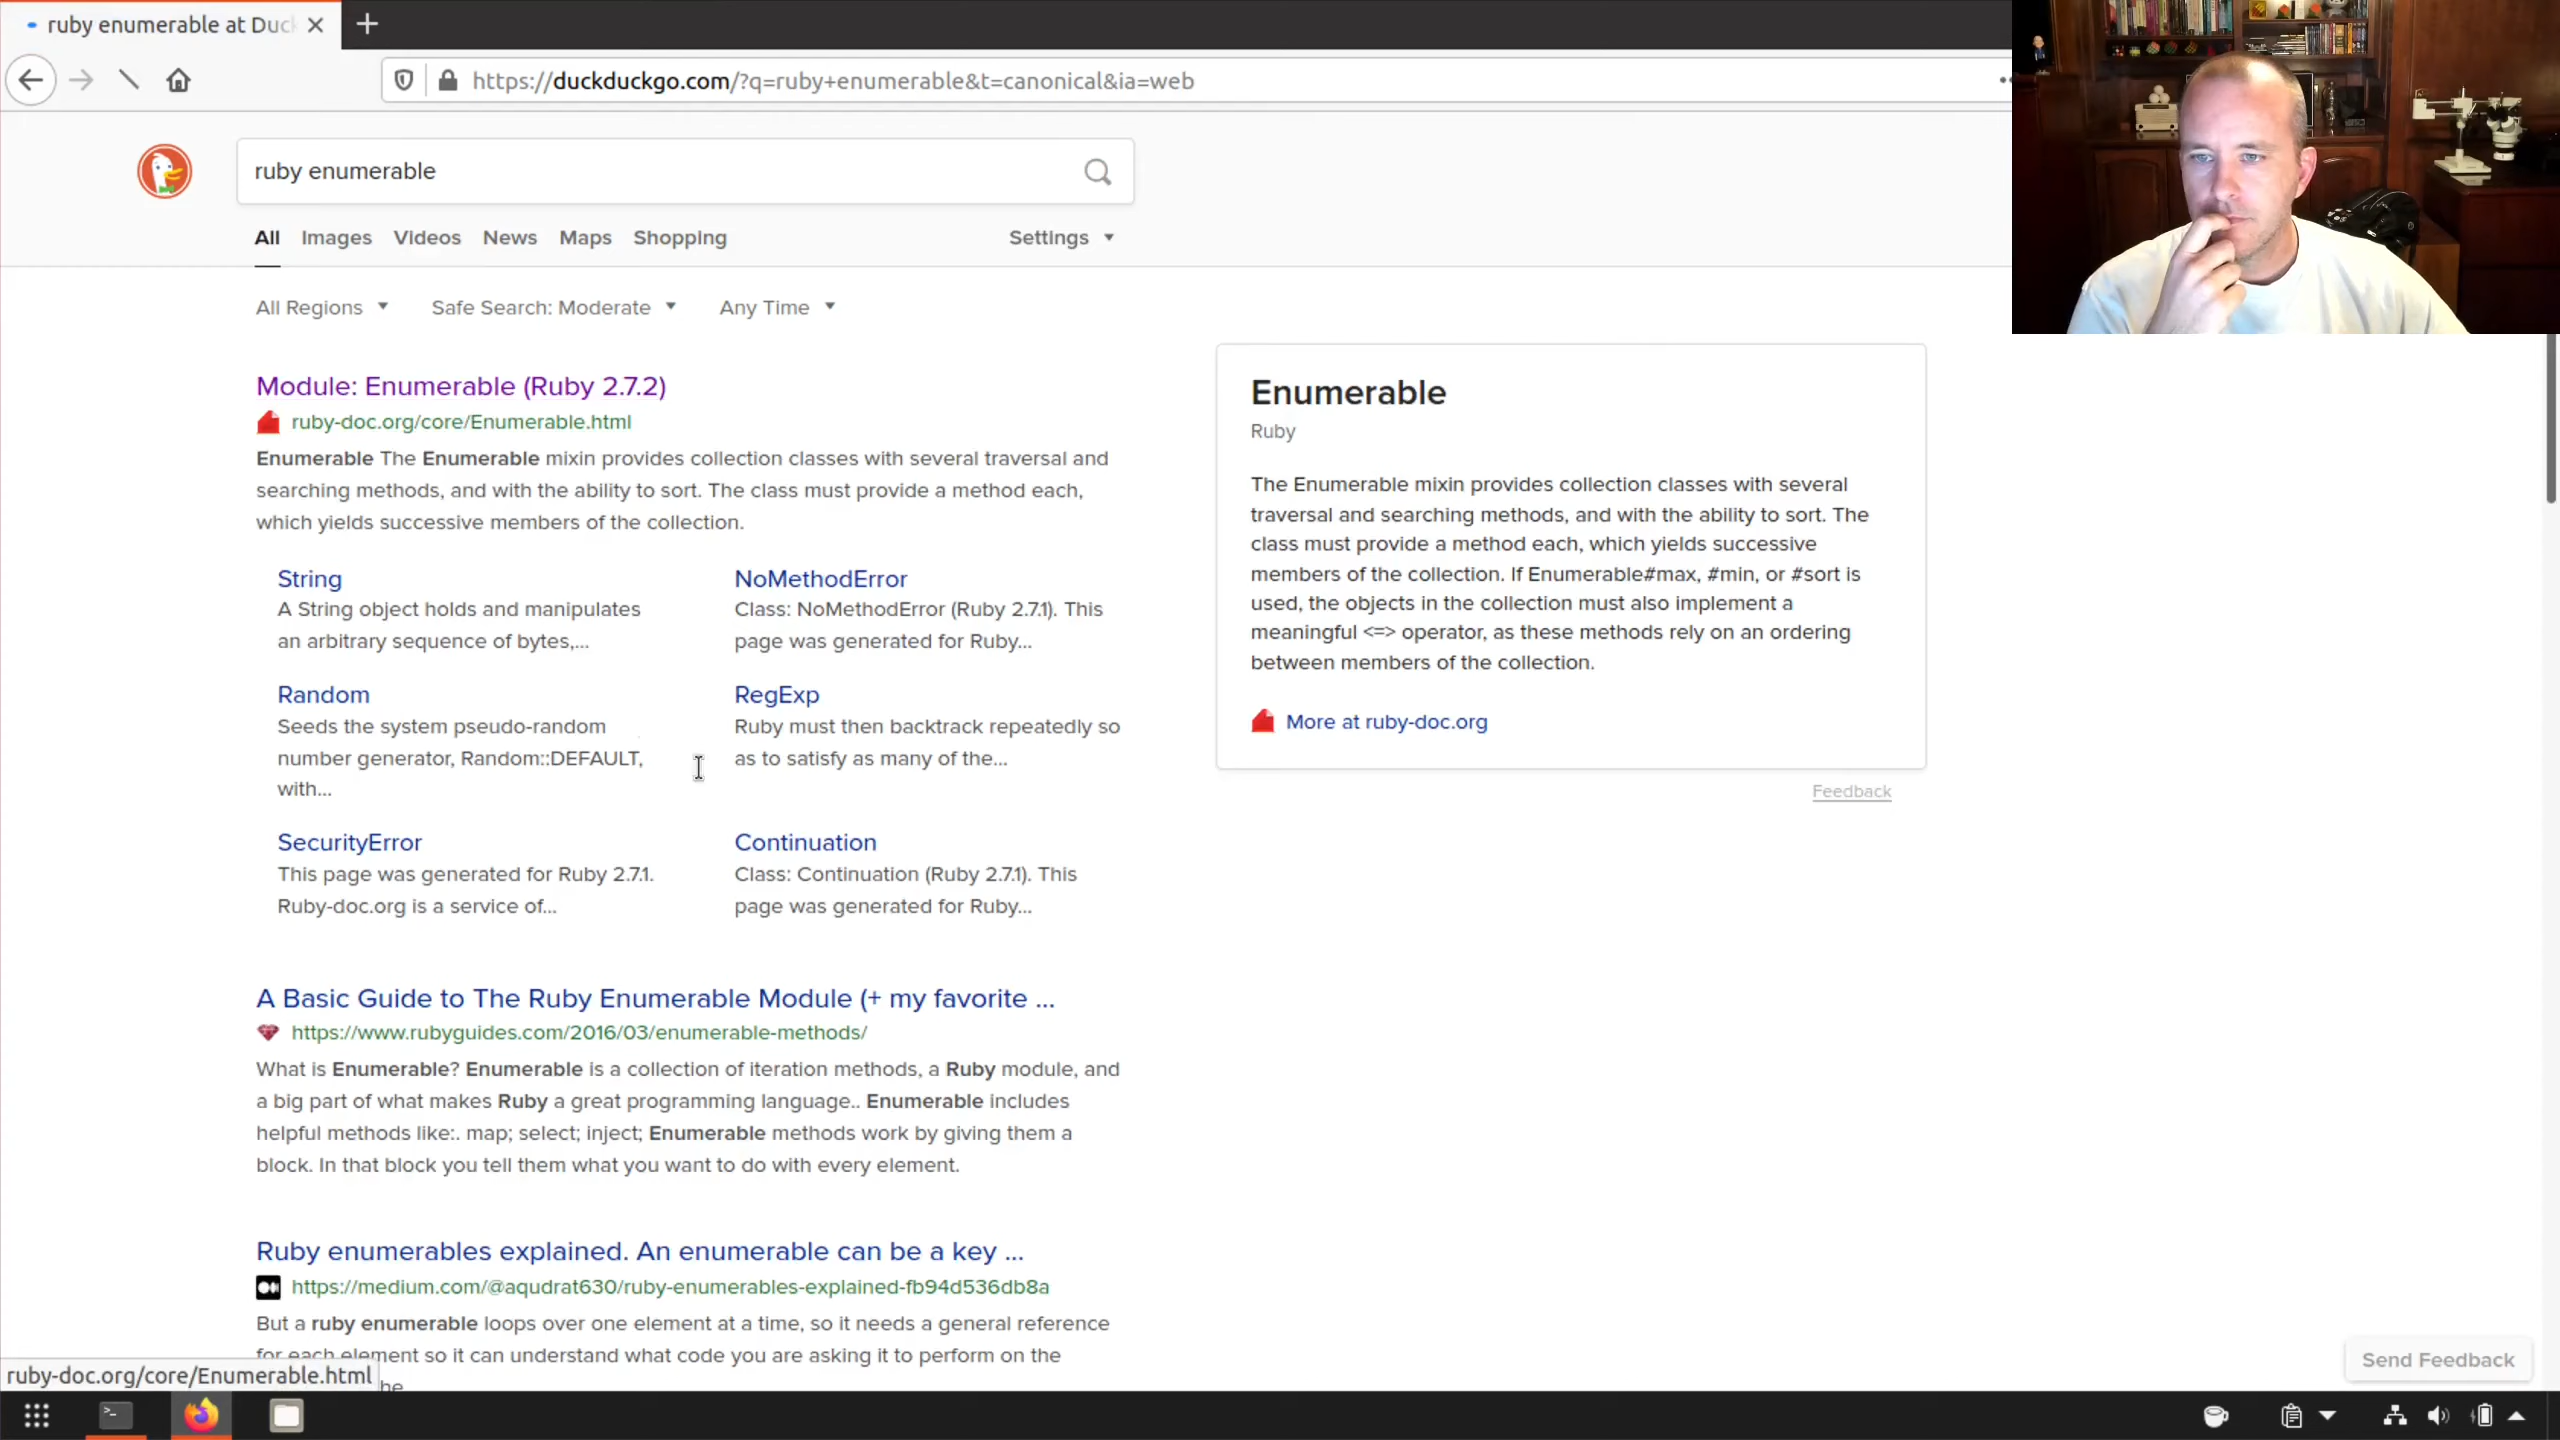 ruby enumerable at Duc
https://duckduckgo.com/?q=ruby+enumerable&t=canonical&ia=web
ruby enumerable
All Images Videos News Maps Shopping Settings
All Regions Safe Search: Moderate Any Time
Module: Enumerable (Ruby 2.7.2)
ruby-doc.org/core/Enumerable.html
Enumerable The Enumerable mixin provides collection classes with several traversal and
searching methods, and with the ability to sort. The class must provide a method each,
which yields successive members of the collection.
String
A String object holds and manipulates
an arbitrary sequence of bytes,...
NoMethodError
Class: NoMethodError (Ruby 2.7.1). This
page was generated for Ruby...
Random
Seeds the system pseudo-random
number generator, Random::DEFAULT,
with...
RegExp
Ruby must then backtrack repeatedly so
as to satisfy as many of the...
SecurityError
This page was generated for Ruby 2.7.1.
Ruby-doc.org is a service of...
Continuation
Class: Continuation (Ruby 2.7.1). This
page was generated for Ruby...
A Basic Guide to The Ruby Enumerable Module (+ my favorite ...
https://www.rubyguides.com/2016/03/enumerable-methods/
What is Enumerable? Enumerable is a collection of iteration methods, a Ruby module, and
a big part of what makes Ruby a great programming language.. Enumerable includes
helpful methods like:. map; select; inject; Enumerable methods work by giving them a
block. In that block you tell them what you want to do with every element.
Ruby enumerables explained. An enumerable can be a key ...
https://medium.com/@aqudrat630/ruby-enumerables-explained-fb94d536db8a
But a ruby enumerable loops over one element at a time, so it needs a general reference
for each element so it can understand what code you are asking it to perform on the
Enumerable
Ruby
The Enumerable mixin provides collection classes with several
traversal and searching methods, and with the ability to sort. The
class must provide a method each, which yields successive
members of the collection. If Enumerable#max, #min, or #sort is
used, the objects in the collection must also implement a
meaningful <=> operator, as these methods rely on an ordering
between members of the collection.
More at ruby-doc.org
Feedback
Send Feedback
ruby-doc.org/core/Enumerable.html